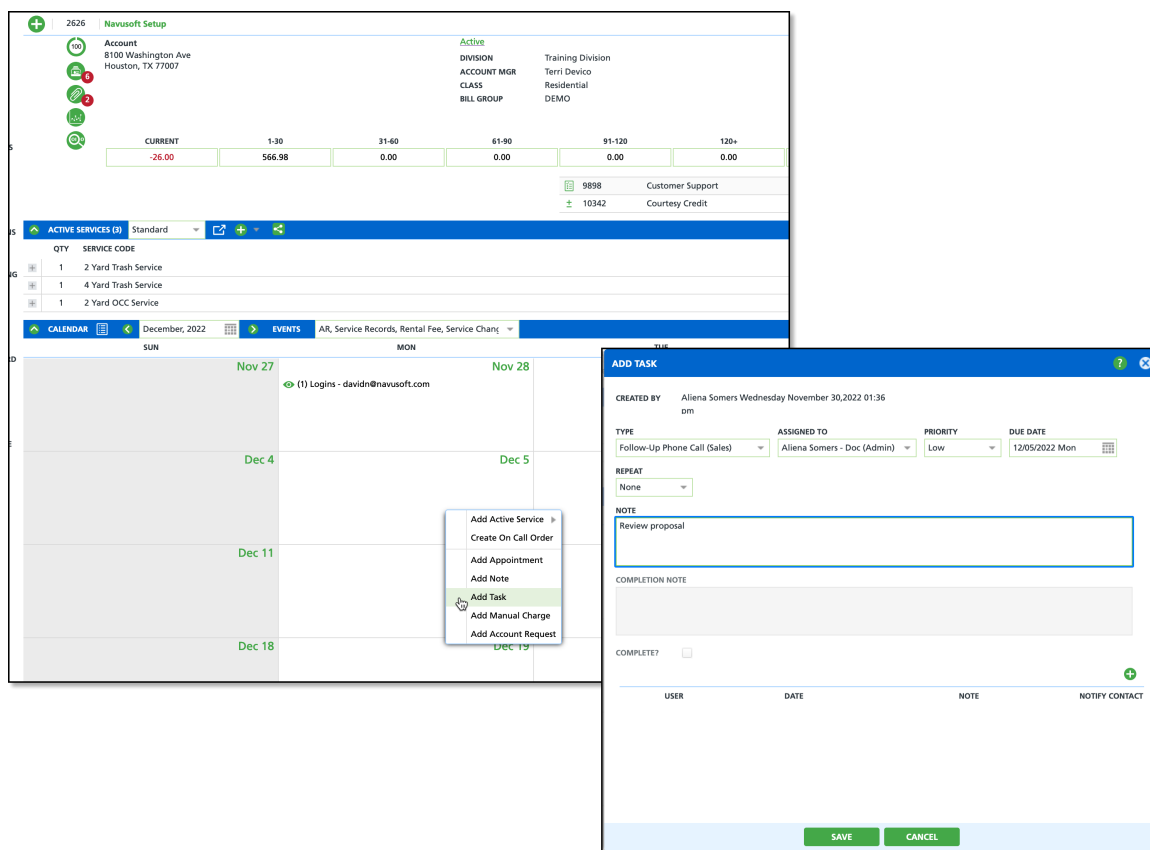 2626 Navusoft Setup
100 Account Active
8100 Washington Ave
Houston, TX 77007
DIVISION Training Division
ACCOUNT MGR Terri Devico
6
CLASS Residential
2
BILL GROUP DEMO
CURRENT 1-30 31-60 61-90 91-120 120+
-26.00 566.98 0.00 0.00 0.00 0.00
9898 Customer Support
10342 Courtesy Credit
ACTIVE SERVICES (3) Standard
QTY SERVICE CODE
1 2 Yard Trash Service
1 4 Yard Trash Service
1 2 Yard OCC Service
CALENDAR December, 2022 EVENTS AR, Service Records, Rental Fee, Service Chang
SUN MON TUE
Nov 27 Nov 28
(1) Logins - davidn@navusoft.com
Dec 4 Dec 5
Dec 11
Dec 18 Dec 19
Add Active Service
Create On Call Order
Add Appointment
Add Note
Add Task
Add Manual Charge
Add Account Request
ADD TASK ?
CREATED BY Aliena Somers Wednesday November 30,2022 01:36
pm
TYPE ASSIGNED TO PRIORITY DUE DATE
Follow-Up Phone Call (Sales) Aliena Somers - Doc (Admin) Low 12/05/2022 Mon
REPEAT
None
NOTE
Review proposal
COMPLETION NOTE
COMPLETE?
USER DATE NOTE NOTIFY CONTACT
SAVE CANCEL